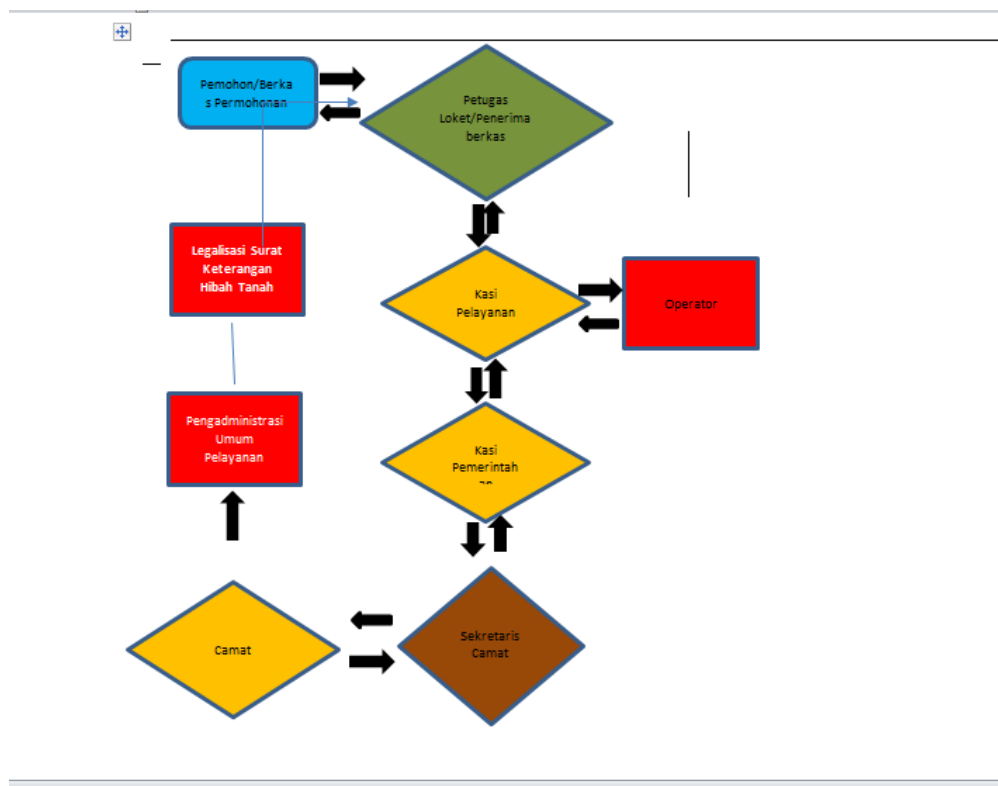 Pemohon/Berka
s Permohonan
Petugas
Loket/Penerima
berkas
Legalisasi Surat
Keterangan
Hibah Tanah
Kasi
Pelayanan
Operator
Pengadministrasi
Umum
Pelayanan
Kasi
Pemerintah
an
Camat
Sekretaris
Camat